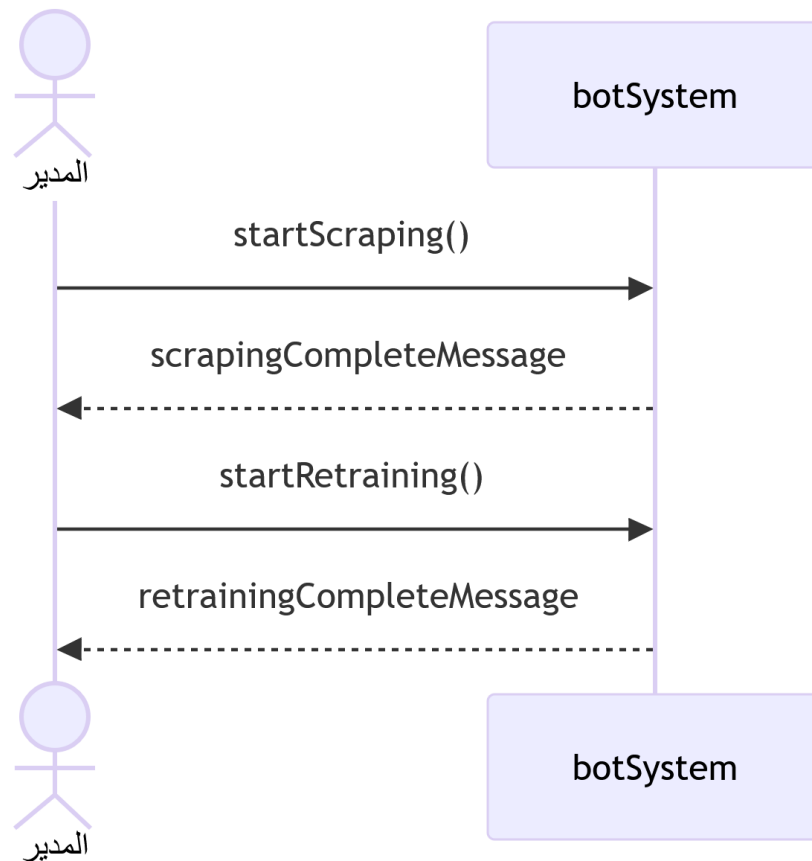 المدير
botSystem
startScraping()
scrapingCompleteMessage
startRetraining()
retrainingCompleteMessage
المدير
botSystem